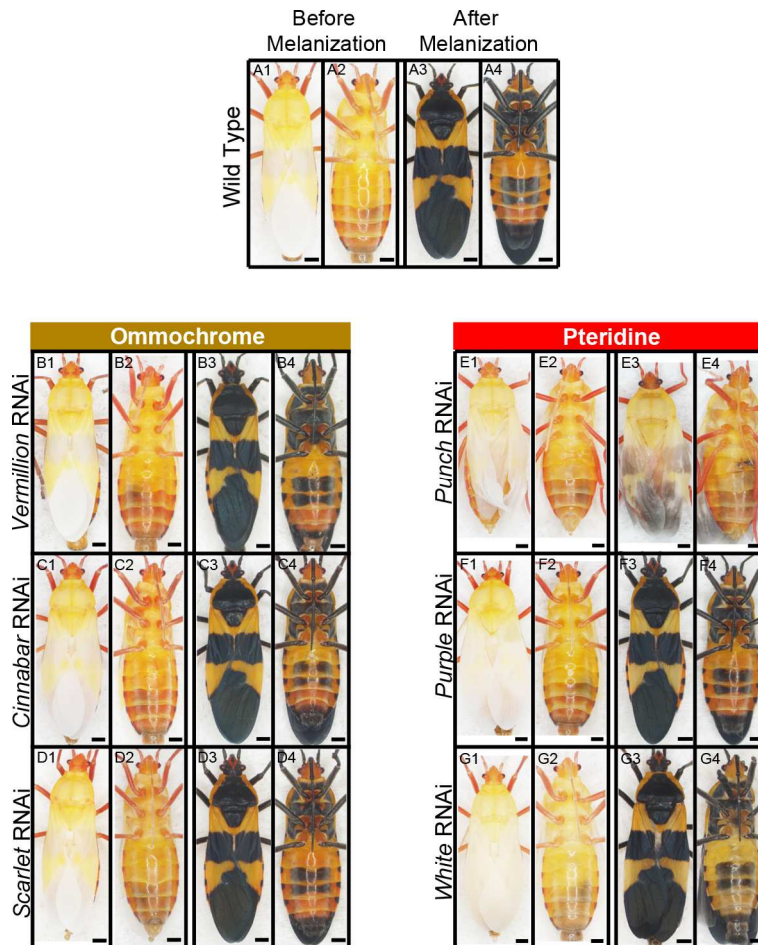 Before Melanization
After Melanization
Wild Type
A1
A2
A3
A4
Ommochrome
Vermillion RNAi
B1
B2
B3
B4
Cinnabar RNAi
C1
C2
C3
C4
Scarlet RNAi
D1
D2
D3
D4
Pteridine
Punch RNAi
E1
E2
E3
E4
Purple RNAi
F1
F2
F3
F4
White RNAi
G1
G2
G3
G4